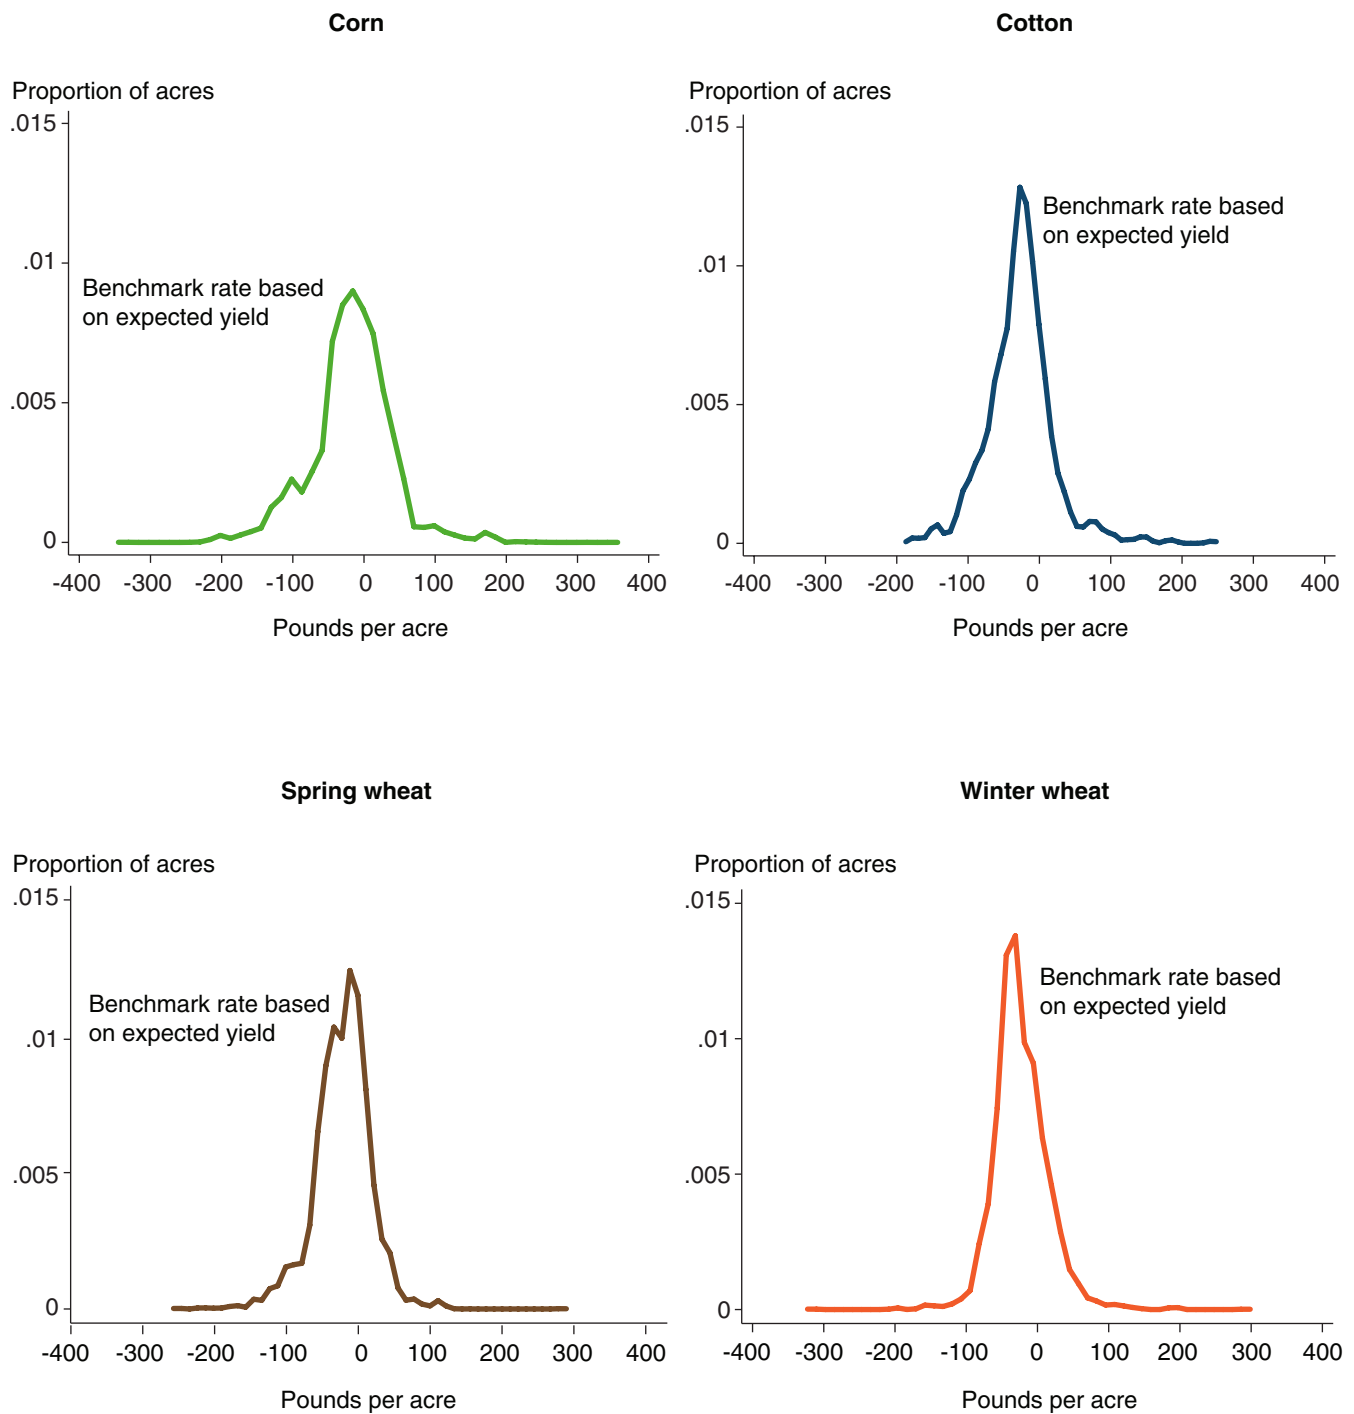 Corn
Proportion of acres
.015
.01
.005
0
Benchmark rate based
on expected yield
-400 -300 -200 -100 0 100 200 300 400
Pounds per acre
Cotton
Proportion of acres
.015
.01
.005
0
Benchmark rate based
on expected yield
-400 -300 -200 -100 0 100 200 300 400
Pounds per acre
Spring wheat
Proportion of acres
.015
.01
.005
0
Benchmark rate based
on expected yield
-400 -300 -200 -100 0 100 200 300 400
Pounds per acre
Winter wheat
Proportion of acres
.015
.01
.005
0
Benchmark rate based
on expected yield
-400 -300 -200 -100 0 100 200 300 400
Pounds per acre